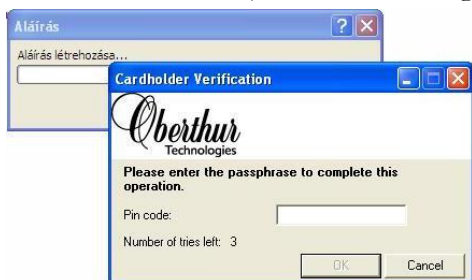 Aláírás
Aláírás létrehozása...
Cardholder Verification
Oberthur
Technologies
Please enter the passphrase to complete this
operation.
Pin code:
Number of tries left: 3
OK Cancel